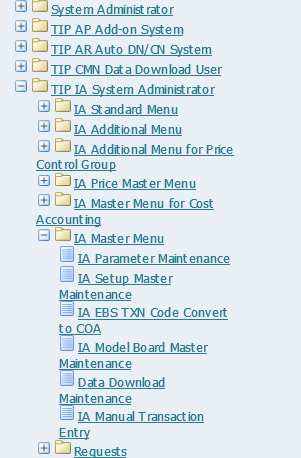 System Administrator
TIP AP Add-on System
TIP AR Auto DN/CN System
TIP CMN Data Download User
TIP IA System Administrator
IA Standard Menu
IA Additional Menu
IA Additional Menu for Price
Control Group
IA Price Master Menu
IA Master Menu for Cost
Accounting
IA Master Menu
IA Parameter Maintenance
IA Setup Master
Maintenance
IA EBS TXN Code Convert
to COA
IA Model Board Master
Maintenance
Data Download
Maintenance
IA Manual Transaction
Entry
Requests